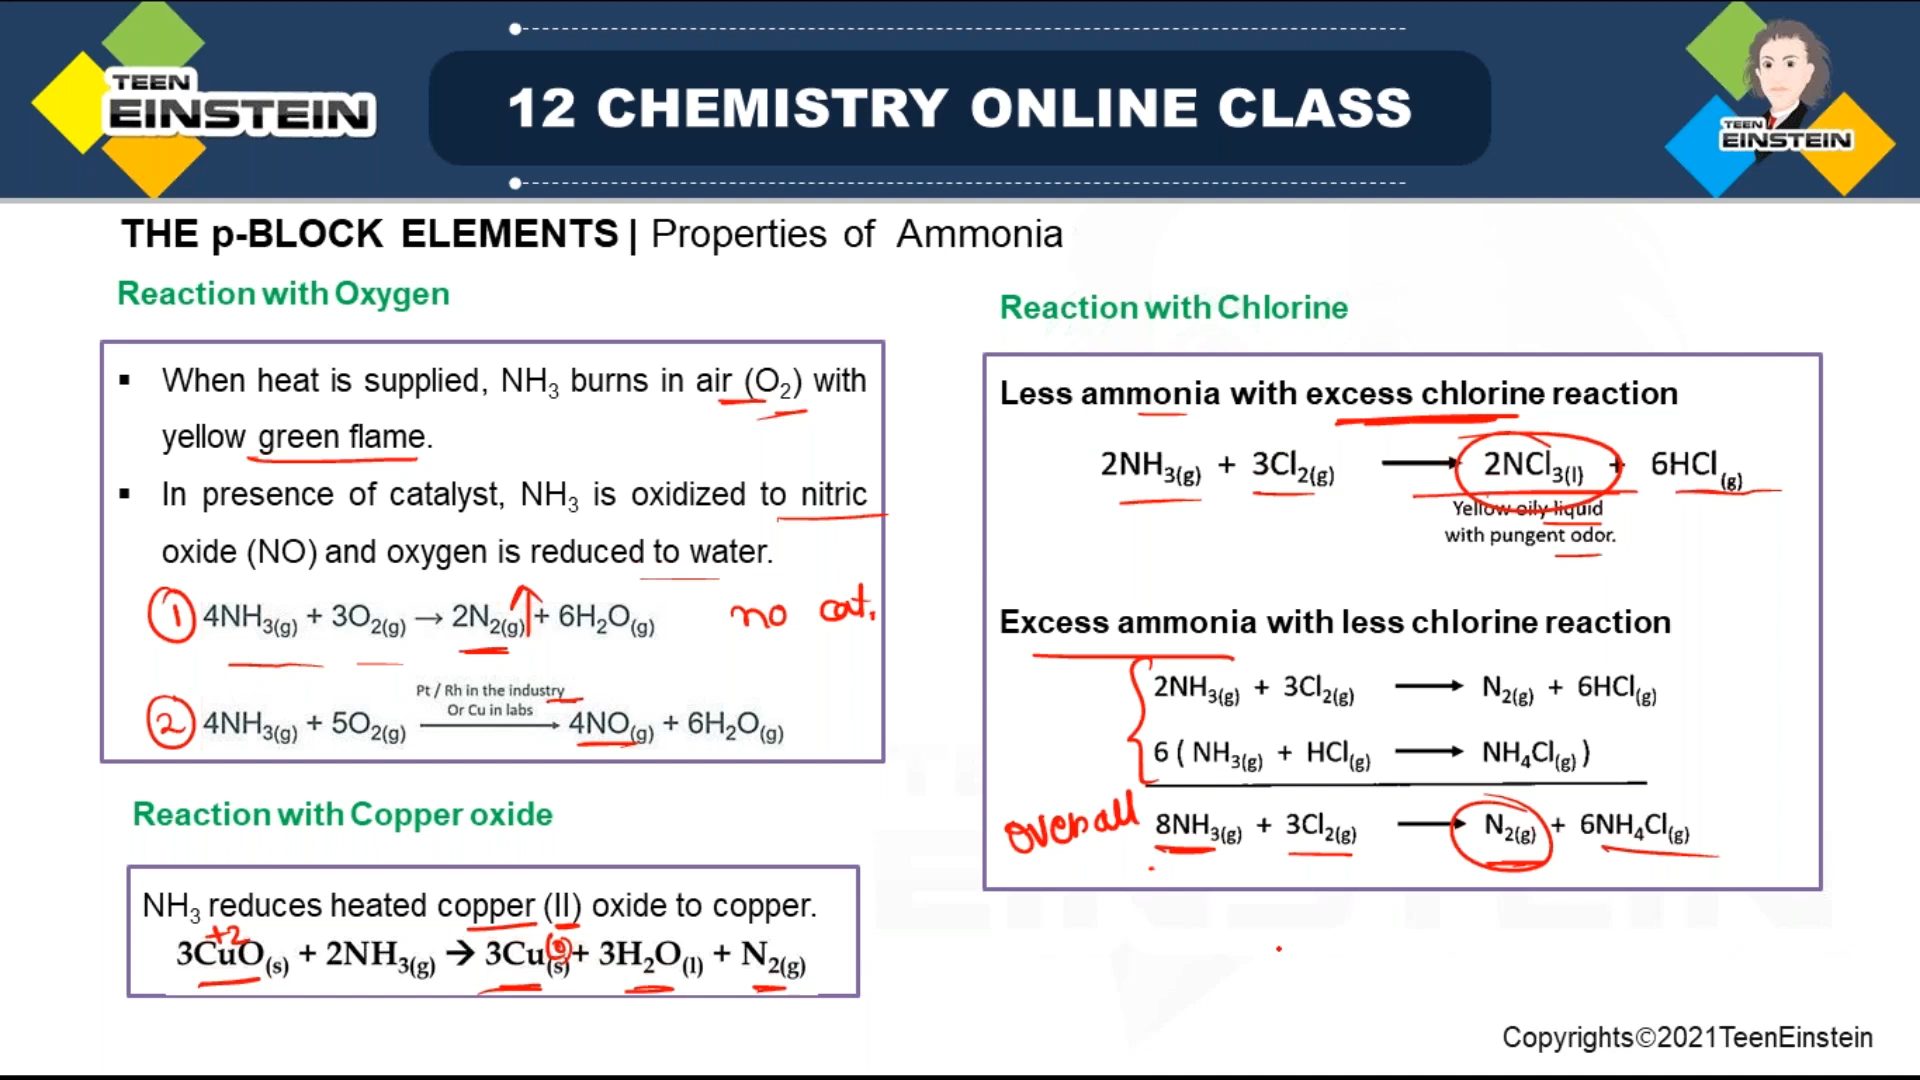 TEEN
EINSTEIN
12 CHEMISTRY ONLINE CLASS
TEEN
EINSTEIN
THE p-BLOCK ELEMENTS | Properties of Ammonia
Reaction with Oxygen
▪ When heat is supplied, NH₃ burns in air (O₂) with
yellow green flame.
▪ In presence of catalyst, NH₃ is oxidized to nitric
oxide (NO) and oxygen is reduced to water.
① 4NH₃(g) + 3O₂(g) → 2N₂(g) ↑ + 6H₂O(g) no cat.
Pt / Rh in the industry
Or Cu in labs
② 4NH₃(g) + 5O₂(g) → 4NO(g) + 6H₂O(g)
Reaction with Copper oxide
NH₃ reduces heated copper (II) oxide to copper.
+2 (0)
3CuO(s) + 2NH₃(g) → 3Cu(s) + 3H₂O(l) + N₂(g)
Reaction with Chlorine
Less ammonia with excess chlorine reaction
2NH₃(g) + 3Cl₂(g) → 2NCl₃(l) + 6HCl(g)
Yellow oily liquid
with pungent odor.
Excess ammonia with less chlorine reaction
2NH₃(g) + 3Cl₂(g) → N₂(g) + 6HCl(g)
6 ( NH₃(g) + HCl(g) → NH₄Cl(g) )
overall 8NH₃(g) + 3Cl₂(g) → N₂(g) + 6NH₄Cl(g)
Copyrights©2021TeenEinstein